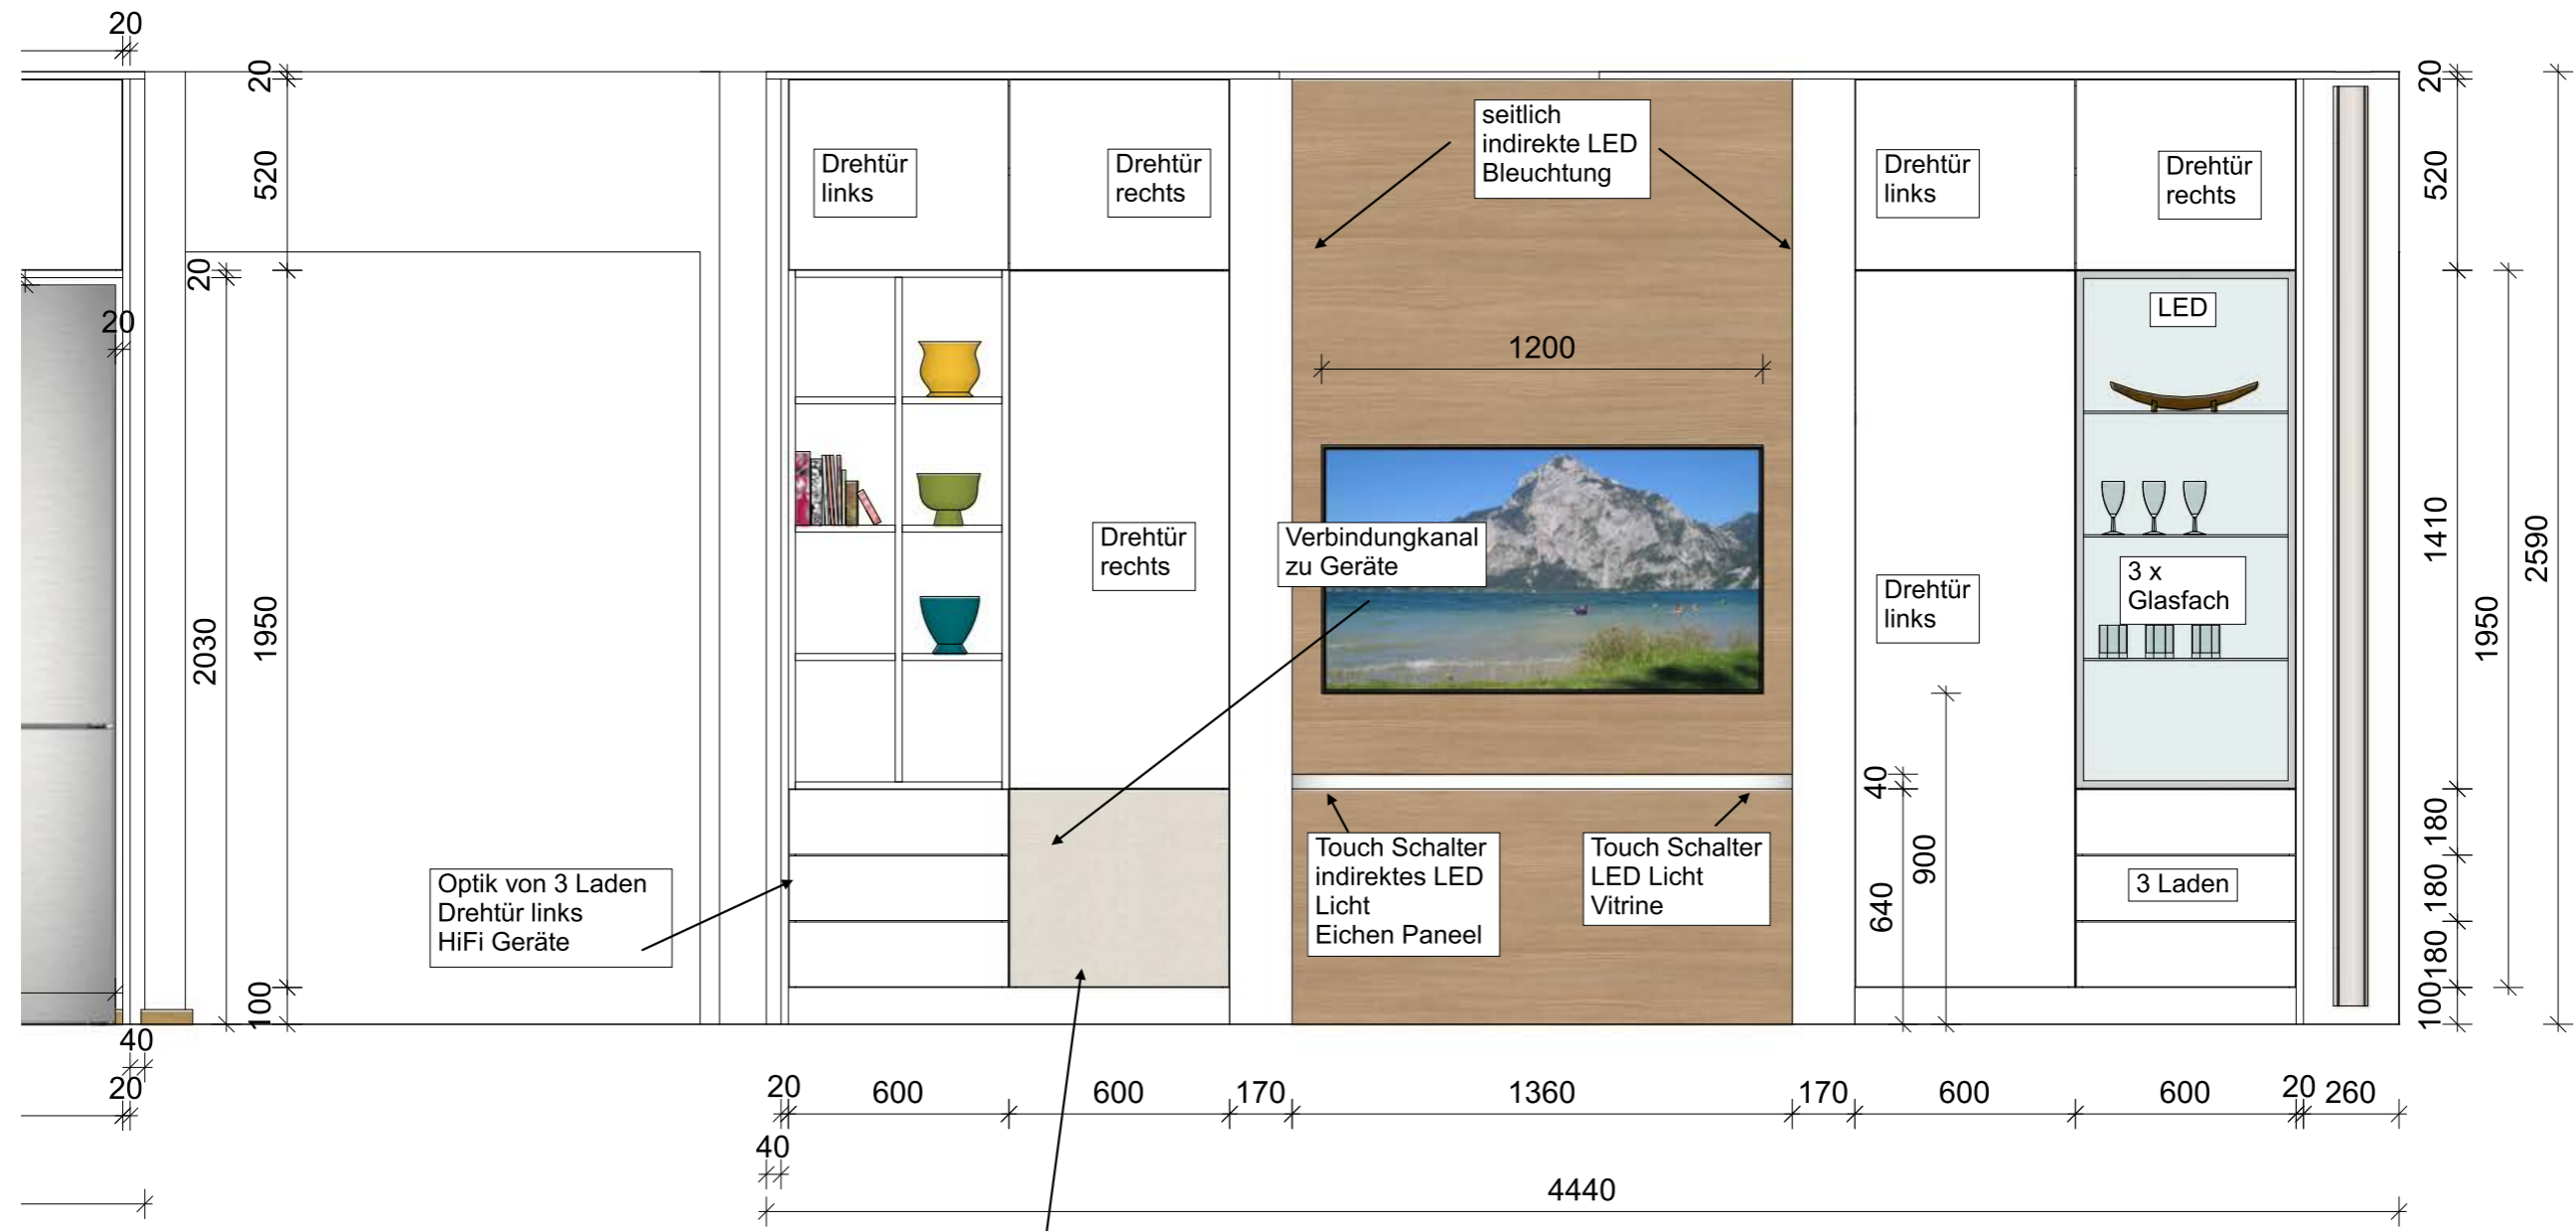 20
20
520
20
20
2030
1950
100
40
20
Drehtür
links
Drehtür
rechts
seitlich
indirekte LED
Bleuchtung
Drehtür
links
Drehtür
rechts
LED
1200
Drehtür
rechts
Verbindungkanal
zu Geräte
Drehtür
links
3 x
Glasfach
Optik von 3 Laden
Drehtür links
HiFi Geräte
Touch Schalter
indirektes LED
Licht
Eichen Paneel
Touch Schalter
LED Licht
Vitrine
40
640
900
3 Laden
20
520
1410
180
180
180
100
1950
2590
20
600
600
170
1360
170
600
600
20
260
40
4440